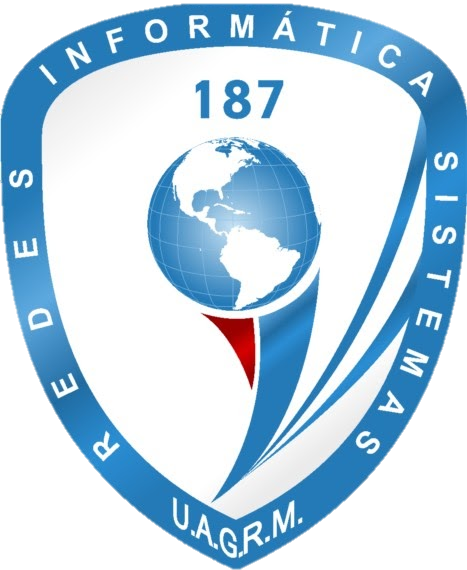 REDES INFORMÁTICA SISTEMAS
187
U.A.G.R.M.